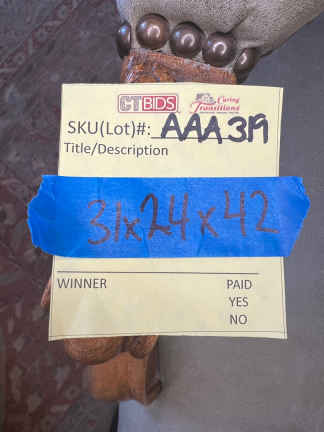 CTBIDS Caring Transitions
SKU(Lot)#: AAA319
Title/Description
31x24x42
WINNER PAID
YES
NO